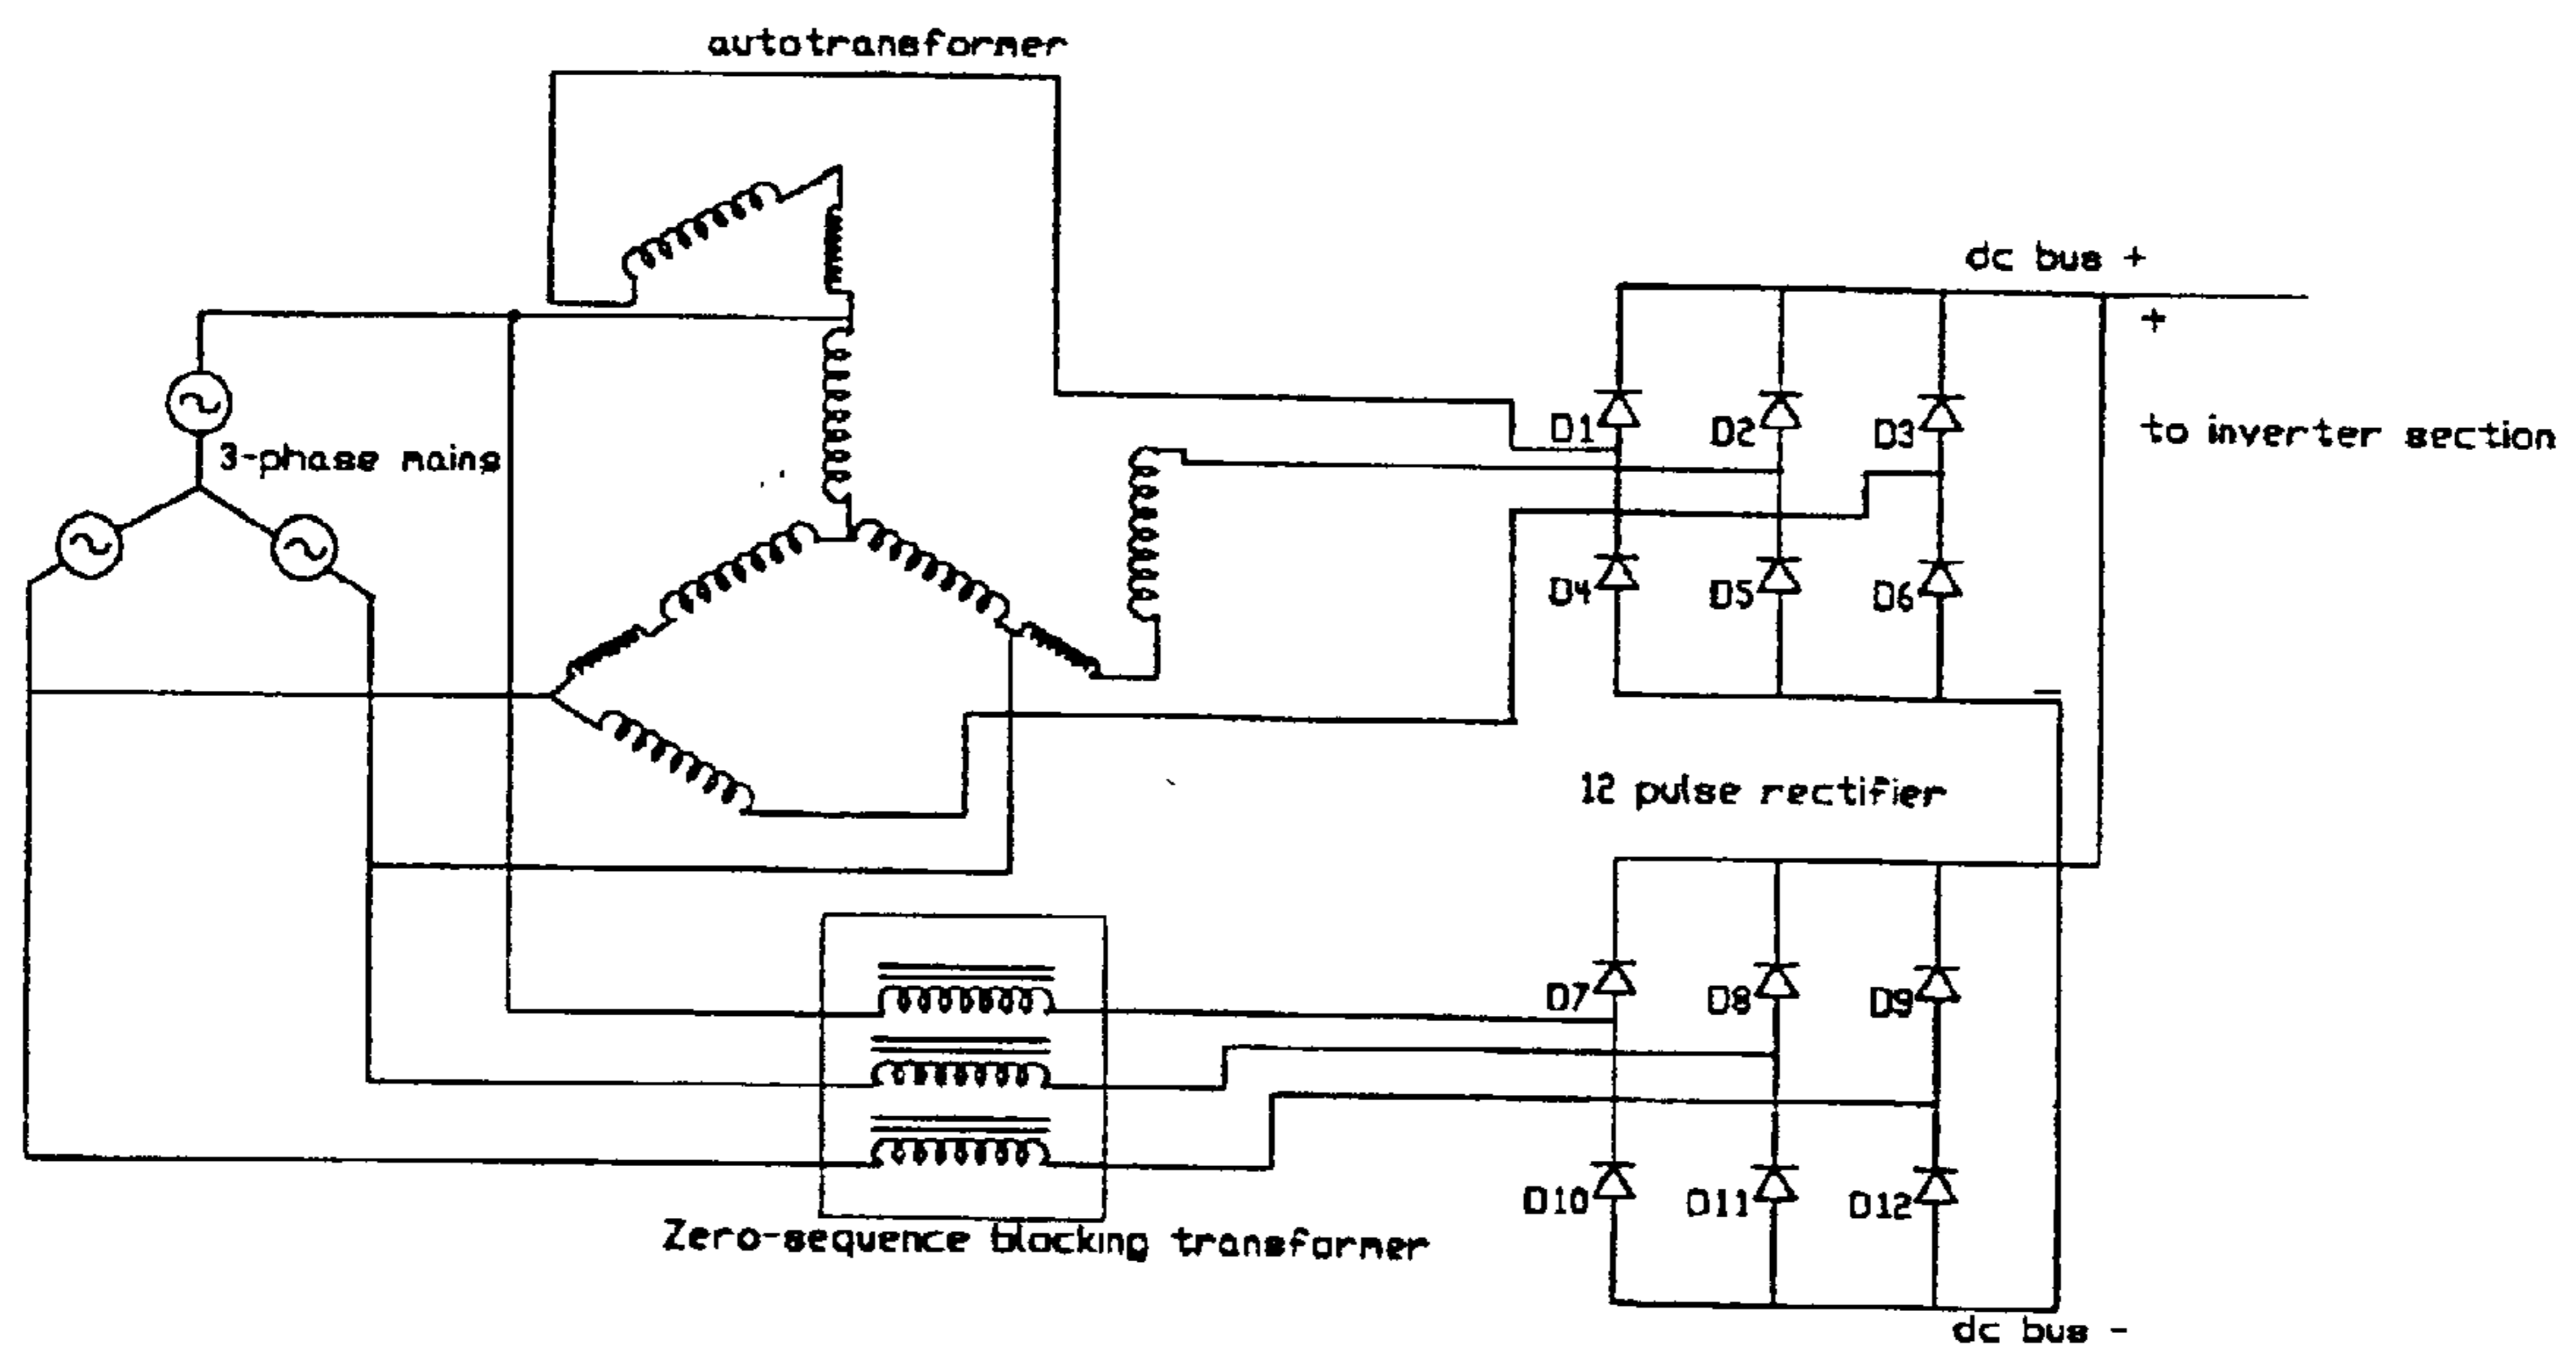 autotransformer
dc bus +
+
3-phase mains
D1
D2
D3
to inverter section
D4
D5
D6
−
12 pulse rectifier
D7
D8
D9
D10
D11
D12
Zero-sequence blocking transformer
dc bus -